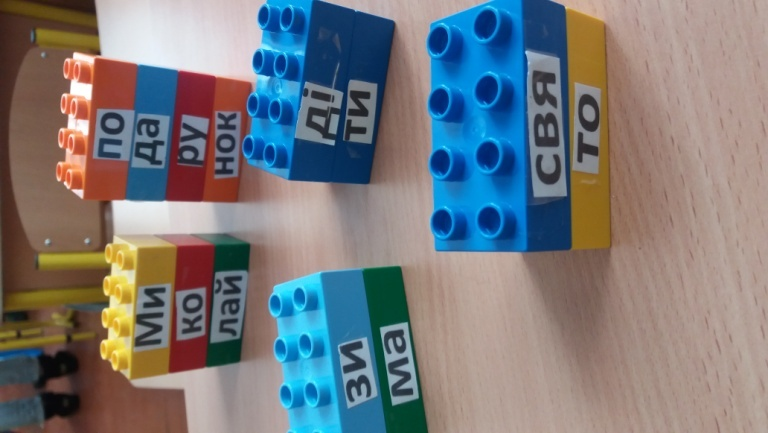 по
да
ру
нок
ді
ти
СВЯ
ТО
Ми
ко
лай
зи
ма